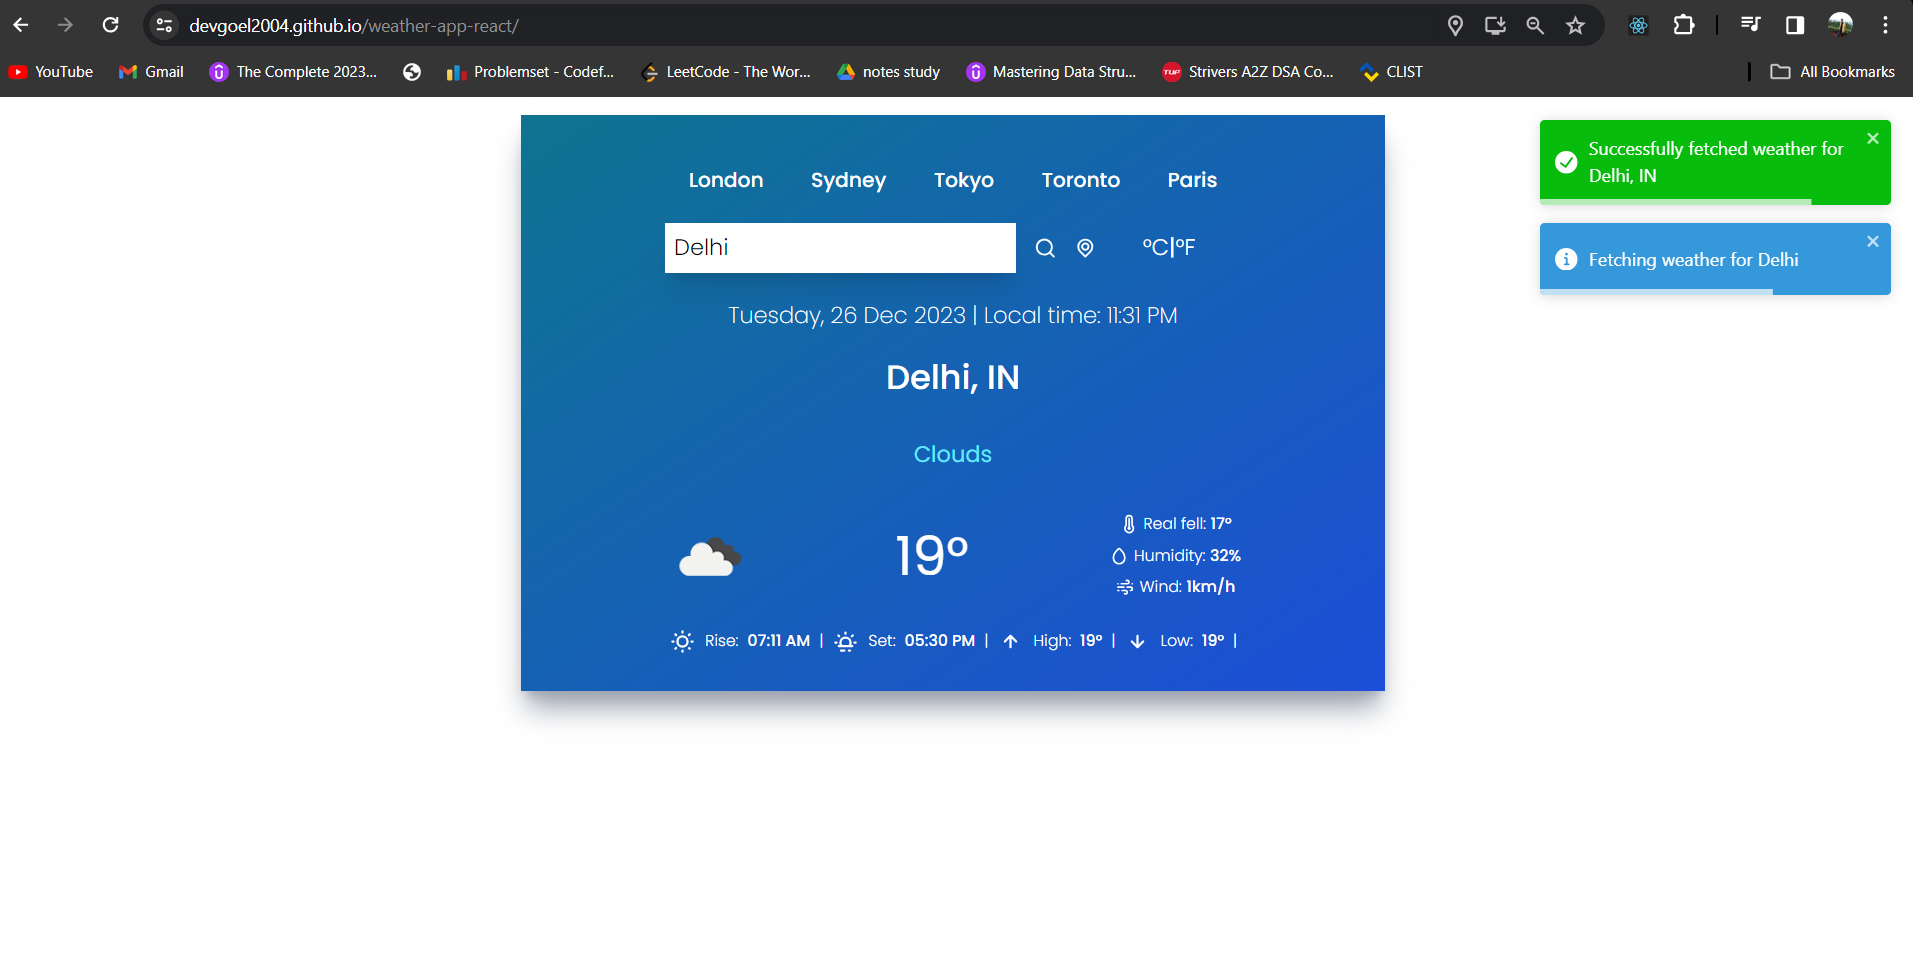 devgoel2004.github.io/weather-app-react/
YouTube Gmail The Complete 2023... Problemset - Codef... LeetCode - The Wor... notes study Mastering Data Stru... TUF Strivers A2Z DSA Co... CLIST All Bookmarks
London Sydney Tokyo Toronto Paris
Delhi °C|°F
Tuesday, 26 Dec 2023 | Local time: 11:31 PM
Delhi, IN
Clouds
19°
Real fell: 17°
Humidity: 32%
Wind: 1km/h
Rise: 07:11 AM | Set: 05:30 PM | High: 19° | Low: 19° |
Successfully fetched weather for
Delhi, IN
Fetching weather for Delhi